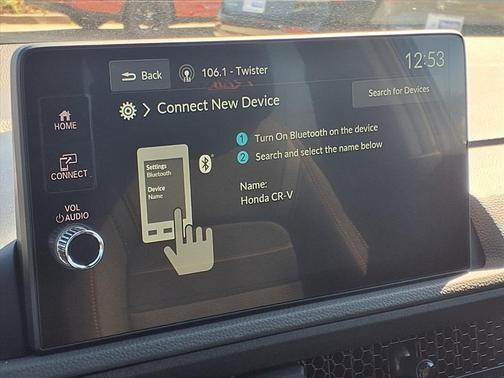 Back
106.1 - Twister
12:53
Connect New Device
Search for Devices
HOME
CONNECT
VOL
AUDIO
Settings
Bluetooth
Device
Name
1 Turn On Bluetooth on the device
2 Search and select the name below
Name:
Honda CR-V